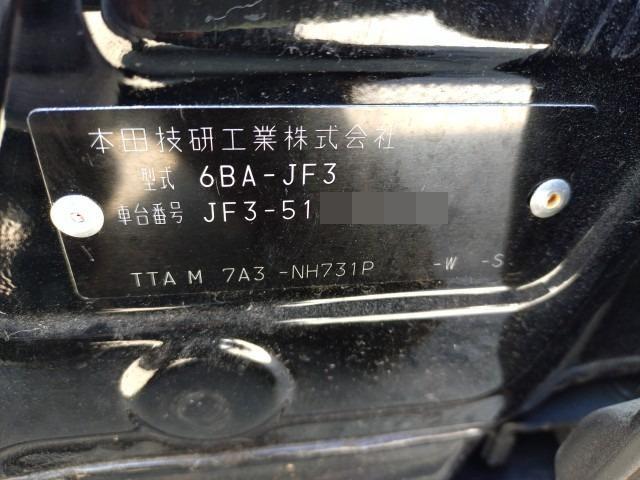 本田技研工業株式会社
型式 6BA-JF3
車台番号 JF3-51
TTA M 7A3 -NH731P -W -S